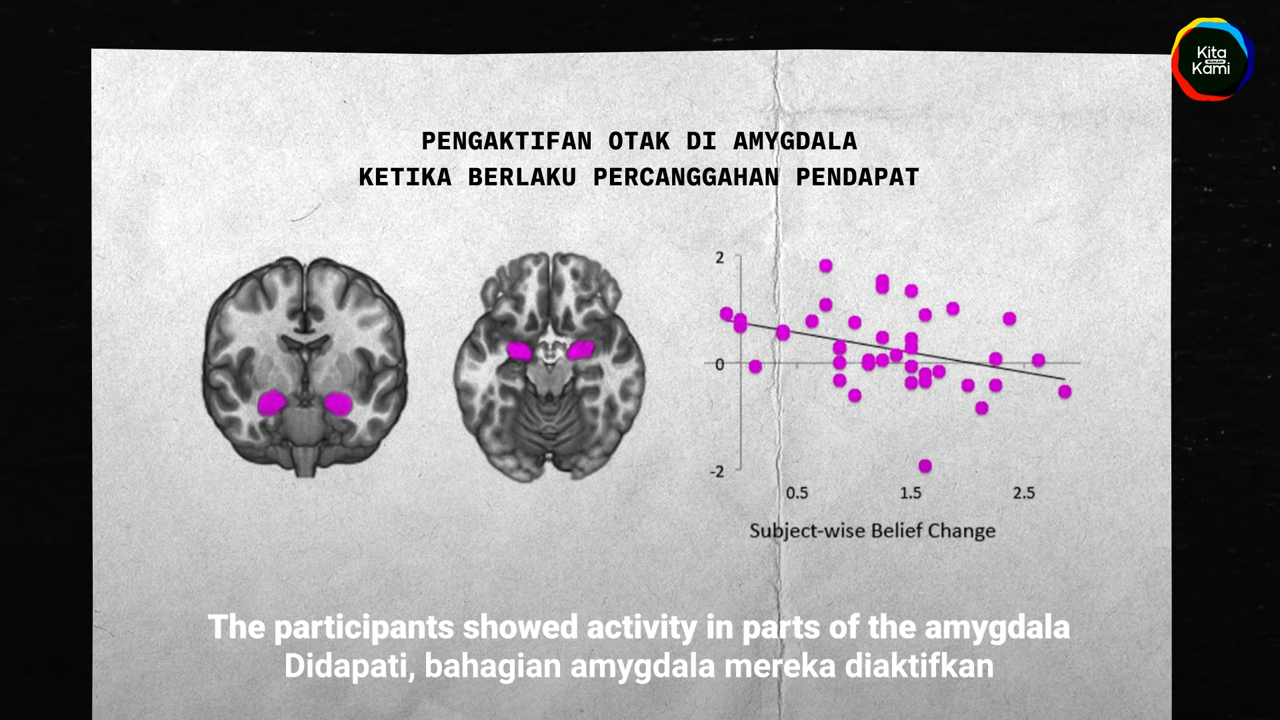 Kita
Kami
PENGAKTIFAN OTAK DI AMYGDALA
KETIKA BERLAKU PERCANGGAHAN PENDAPAT
2
0
-2
0.5 1.5 2.5
Subject-wise Belief Change
The participants showed activity in parts of the amygdala
Didapati, bahagian amygdala mereka diaktifkan